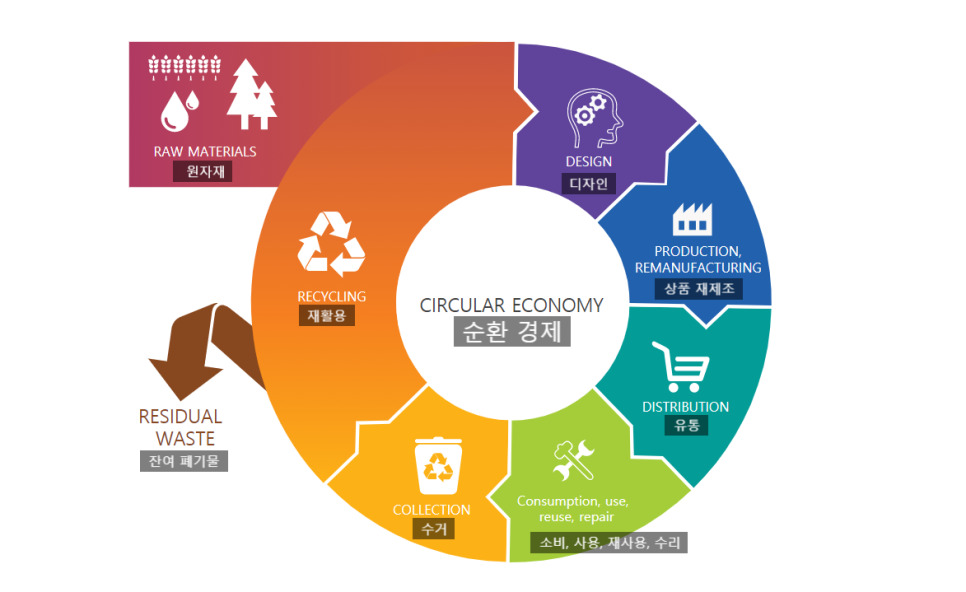 RAW MATERIALS
원자재
DESIGN
디자인
PRODUCTION,
REMANUFACTURING
상품 재제조
DISTRIBUTION
유통
Consumption, use,
reuse, repair
소비, 사용, 재사용, 수리
COLLECTION
수거
RECYCLING
재활용
RESIDUAL
WASTE
잔여 폐기물
CIRCULAR ECONOMY
순환 경제